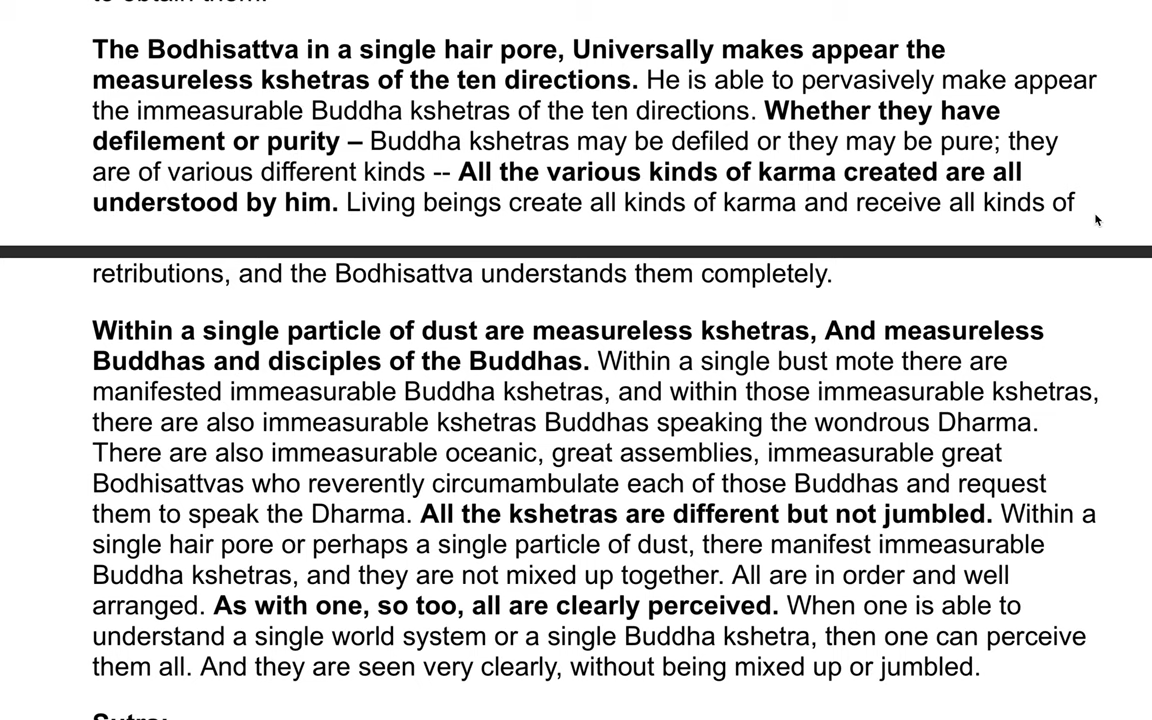 to obtain them.
The Bodhisattva in a single hair pore, Universally makes appear the
measureless kshetras of the ten directions. He is able to pervasively make appear
the immeasurable Buddha kshetras of the ten directions. Whether they have
defilement or purity – Buddha kshetras may be defiled or they may be pure; they
are of various different kinds -- All the various kinds of karma created are all
understood by him. Living beings create all kinds of karma and receive all kinds of
retributions, and the Bodhisattva understands them completely.
Within a single particle of dust are measureless kshetras, And measureless
Buddhas and disciples of the Buddhas. Within a single bust mote there are
manifested immeasurable Buddha kshetras, and within those immeasurable kshetras,
there are also immeasurable kshetras Buddhas speaking the wondrous Dharma.
There are also immeasurable oceanic, great assemblies, immeasurable great
Bodhisattvas who reverently circumambulate each of those Buddhas and request
them to speak the Dharma. All the kshetras are different but not jumbled. Within a
single hair pore or perhaps a single particle of dust, there manifest immeasurable
Buddha kshetras, and they are not mixed up together. All are in order and well
arranged. As with one, so too, all are clearly perceived. When one is able to
understand a single world system or a single Buddha kshetra, then one can perceive
them all. And they are seen very clearly, without being mixed up or jumbled.
Sutra: